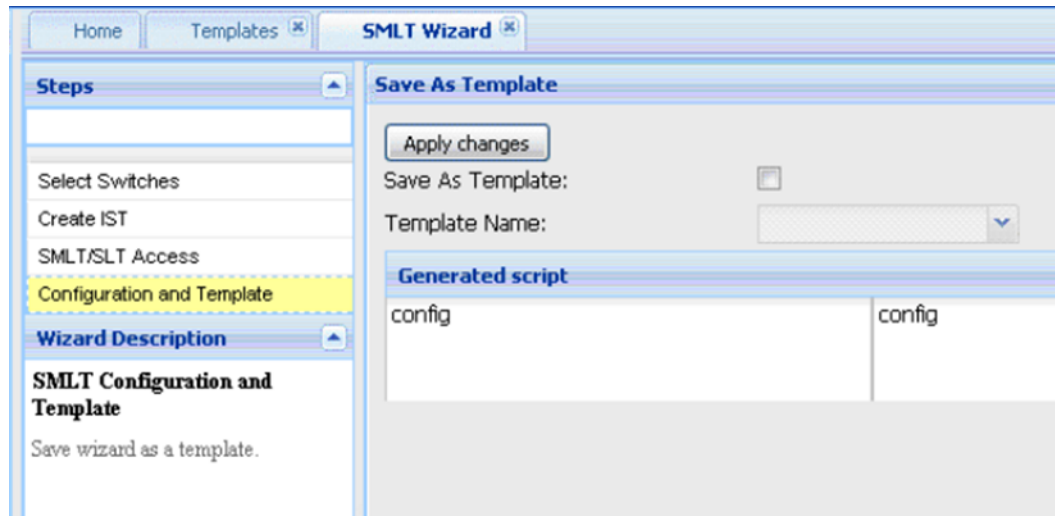 Home
Templates
SMLT Wizard
Steps
Select Switches
Create IST
SMLT/SLT Access
Configuration and Template
Wizard Description
SMLT Configuration and
Template
Save wizard as a template.
Save As Template
Apply changes
Save As Template:
Template Name:
Generated script
config
config